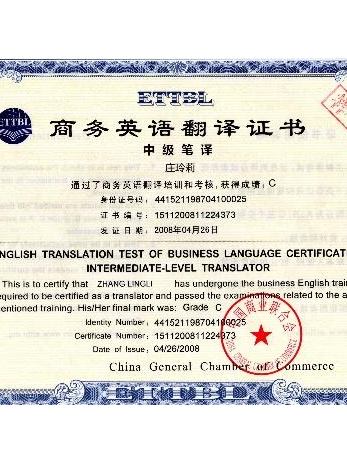 ETTBL
ETTBL
商务英语翻译证书
中级笔译
庄玲莉
通过了商务英语翻译培训和考核,获得成绩: C
身份证号码: 441521198704100025
证书编号: 1511200811224373
发证日期: 2008年04月26日
ENGLISH TRANSLATION TEST OF BUSINESS LANGUAGE CERTIFICAT
INTERMEDIATE-LEVEL TRANSLATOR
This is to certify that ZHANG LINGLI has undergone the business English train
equired to be certified as a translator and passed the examinations related to the a
entioned training. His/Her final mark was: Grade C
Identity Number: 441521198704100025
Certificate Number: 1511200811224373
Date of Issue: 04/26/2008
China General Chamber of Commerce